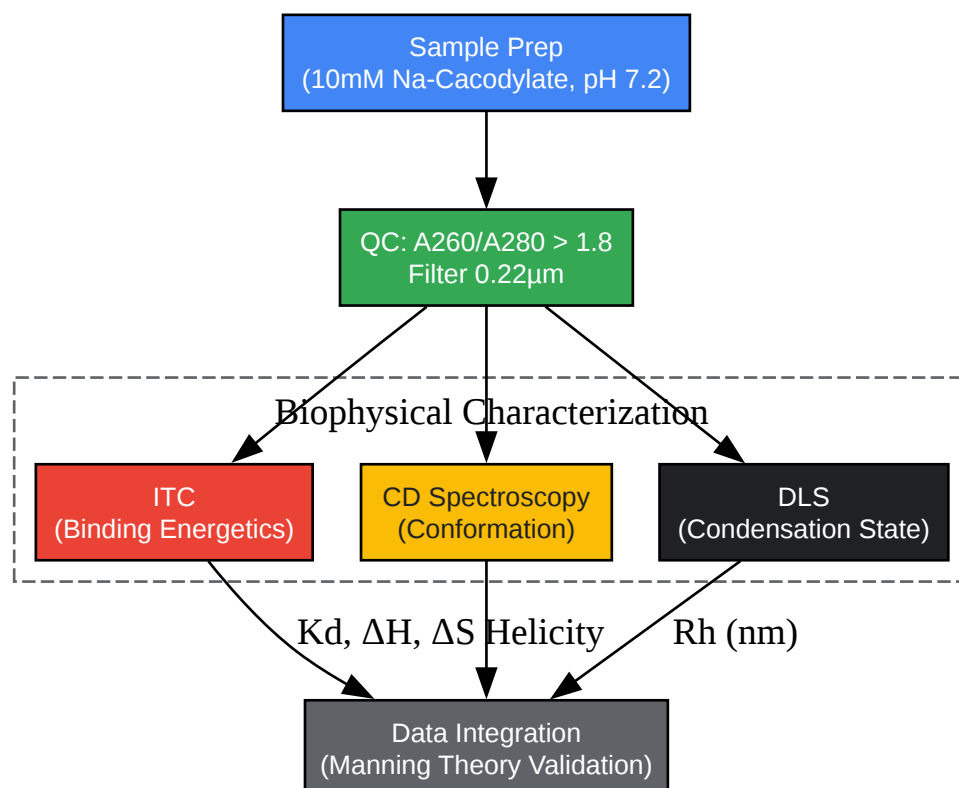 Sample Prep
(10mM Na-Cacodylate, pH 7.2)
QC: A260/A280 > 1.8
Filter 0.22µm
Biophysical Characterization
ITC
(Binding Energetics)
CD Spectroscopy
(Conformation)
DLS
(Condensation State)
Kd, ΔH, ΔS
Helicity
Rh (nm)
Data Integration
(Manning Theory Validation)